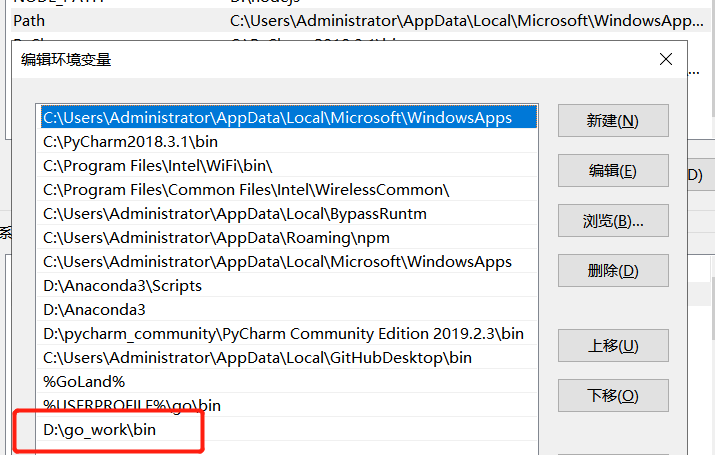 Path C:\Users\Administrator\AppData\Local\Microsoft\WindowsApp...
编辑环境变量
C:\Users\Administrator\AppData\Local\Microsoft\WindowsApps
新建(N)
C:\PyCharm2018.3.1\bin
C:\Program Files\Intel\WiFi\bin\
编辑(E)
C:\Program Files\Common Files\Intel\WirelessCommon\
C:\Users\Administrator\AppData\Local\BypassRuntm
浏览(B)...
C:\Users\Administrator\AppData\Roaming\npm
C:\Users\Administrator\AppData\Local\Microsoft\WindowsApps
删除(D)
D:\Anaconda3\Scripts
D:\Anaconda3
D:\pycharm_community\PyCharm Community Edition 2019.2.3\bin
上移(U)
C:\Users\Administrator\AppData\Local\GitHubDesktop\bin
%GoLand%
下移(O)
%USERPROFILE%\go\bin
D:\go_work\bin